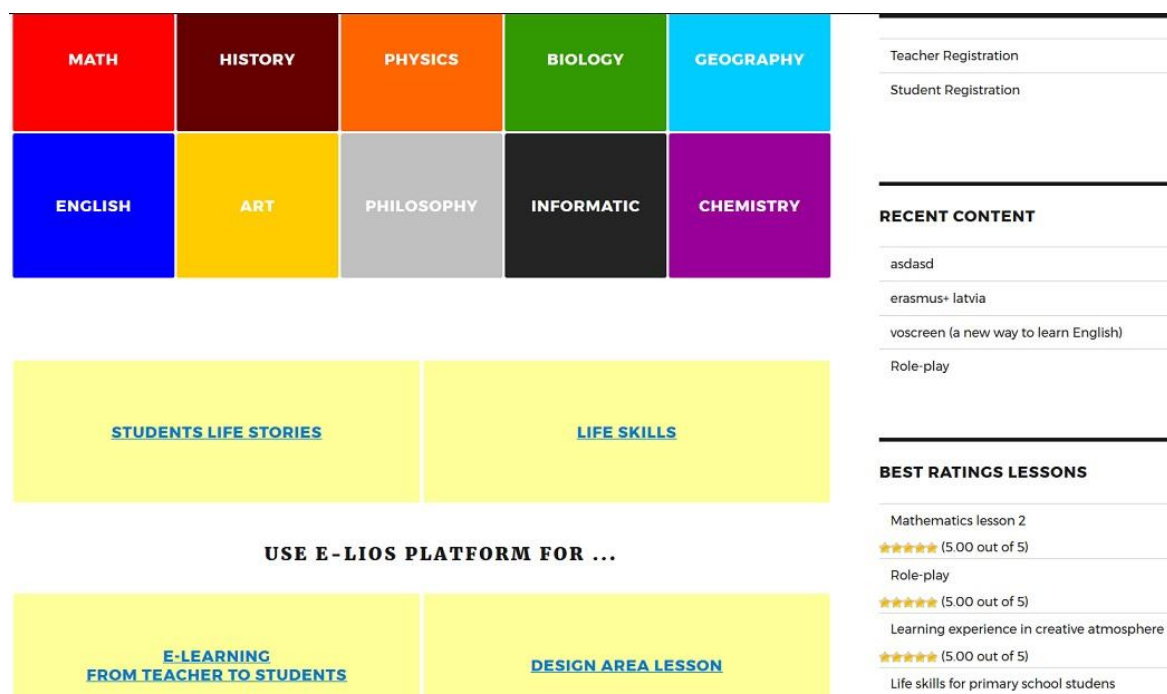 MATH
HISTORY
PHYSICS
BIOLOGY
GEOGRAPHY
ENGLISH
ART
PHILOSOPHY
INFORMATIC
CHEMISTRY
STUDENTS LIFE STORIES
LIFE SKILLS
USE E-LIOS PLATFORM FOR ...
E-LEARNING
FROM TEACHER TO STUDENTS
DESIGN AREA LESSON
Teacher Registration
Student Registration
RECENT CONTENT
asdasd
erasmus+ latvia
voscreen (a new way to learn English)
Role-play
BEST RATINGS LESSONS
Mathematics lesson 2
(5.00 out of 5)
Role-play
(5.00 out of 5)
Learning experience in creative atmosphere
(5.00 out of 5)
Life skills for primary school studens